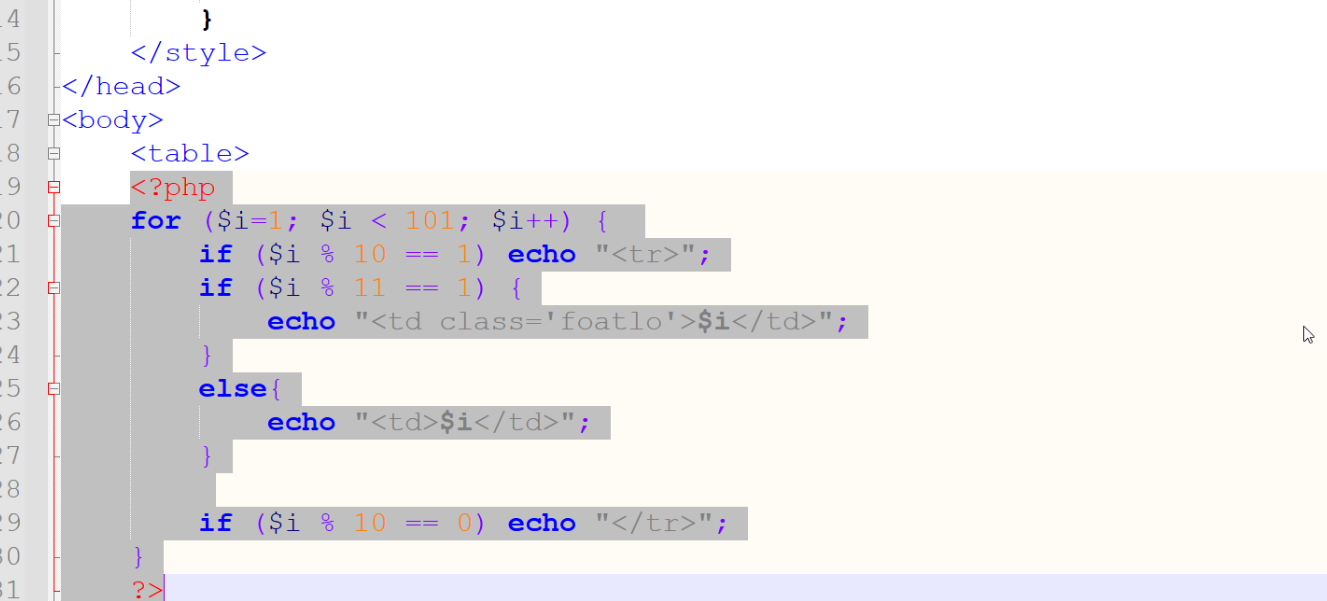 14 }
15 </style>
16 </head>
17 <body>
18 <table>
19 <?php
20 for ($i=1; $i < 101; $i++) {
21 if ($i % 10 == 1) echo "<tr>";
22 if ($i % 11 == 1) {
23 echo "<td class='foatlo'>$i</td>";
24 }
25 else{
26 echo "<td>$i</td>";
27 }
28
29 if ($i % 10 == 0) echo "</tr>";
30 }
31 ?>